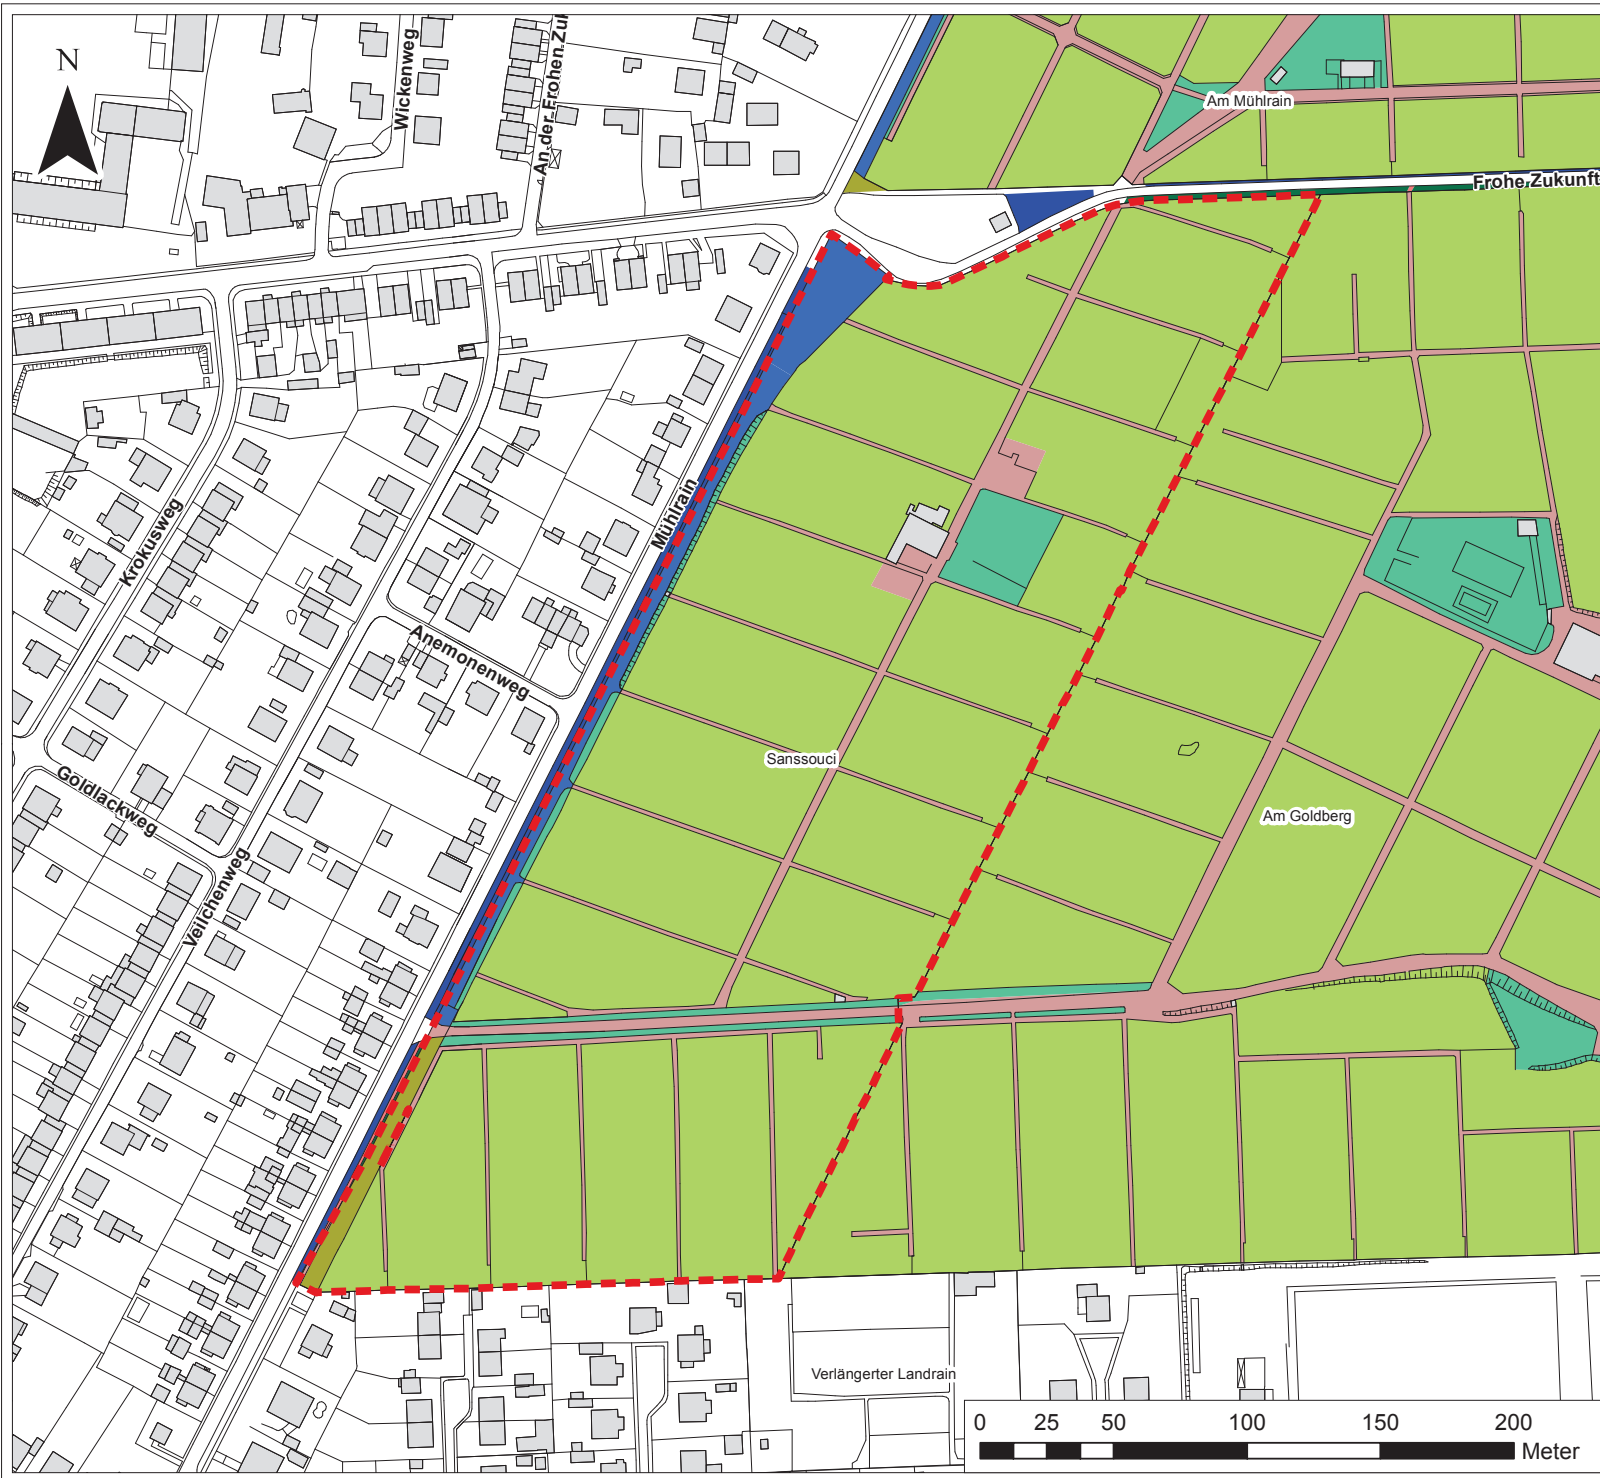 N
Wickenweg
An der Frohen Zuk
Am Mühlrain
Frohe Zukunft
Mühlrain
Krokusweg
Anemonenweg
Sanssouci
Goldlackweg
Am Goldberg
Veilchenweg
Verlängerter Landrain
0 25 50 100 150 200
Meter